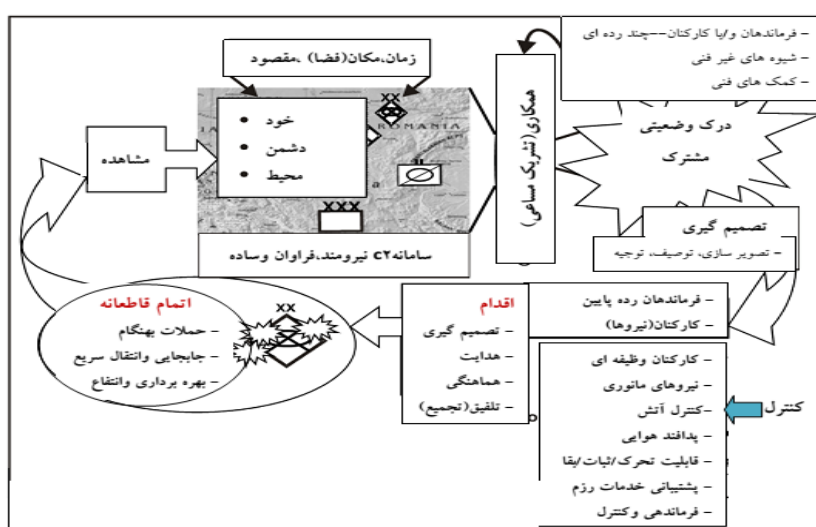 - فرماندهان و/یا کارکنان--چند رده ای
- شیوه های غیر فنی
- کمک های فنی
زمان،مکان(فضا) ،مقصود
همکاری(تشریک مساعی)
درک وضعیتی
مشترک
XX
ROMANIA
• خود
• دشمن
• محیط
a
XXX
مشاهده
سامانه c۲ نیرومند،فراوان وساده
تصمیم گیری
- تصویر سازی، توصیف، توجیه
- فرماندهان رده پایین
- کارکنان(نیروها)
اقدام
- تصمیم گیری
- هدایت
- هماهنگی
- تلفیق(تجمیع)
XX
اتمام قاطعانه
- حملات بهنگام
- جابجایی وانتقال سریع
- بهره برداری وانتفاع
- کارکنان وظیفه ای
- نیروهای مانوری
-کنترل آتش
- پدافند هوایی
- قابلیت تحرک/ثبات/بقا
- پشتیبانی خدمات رزم
- فرماندهی وکنترل
کنترل